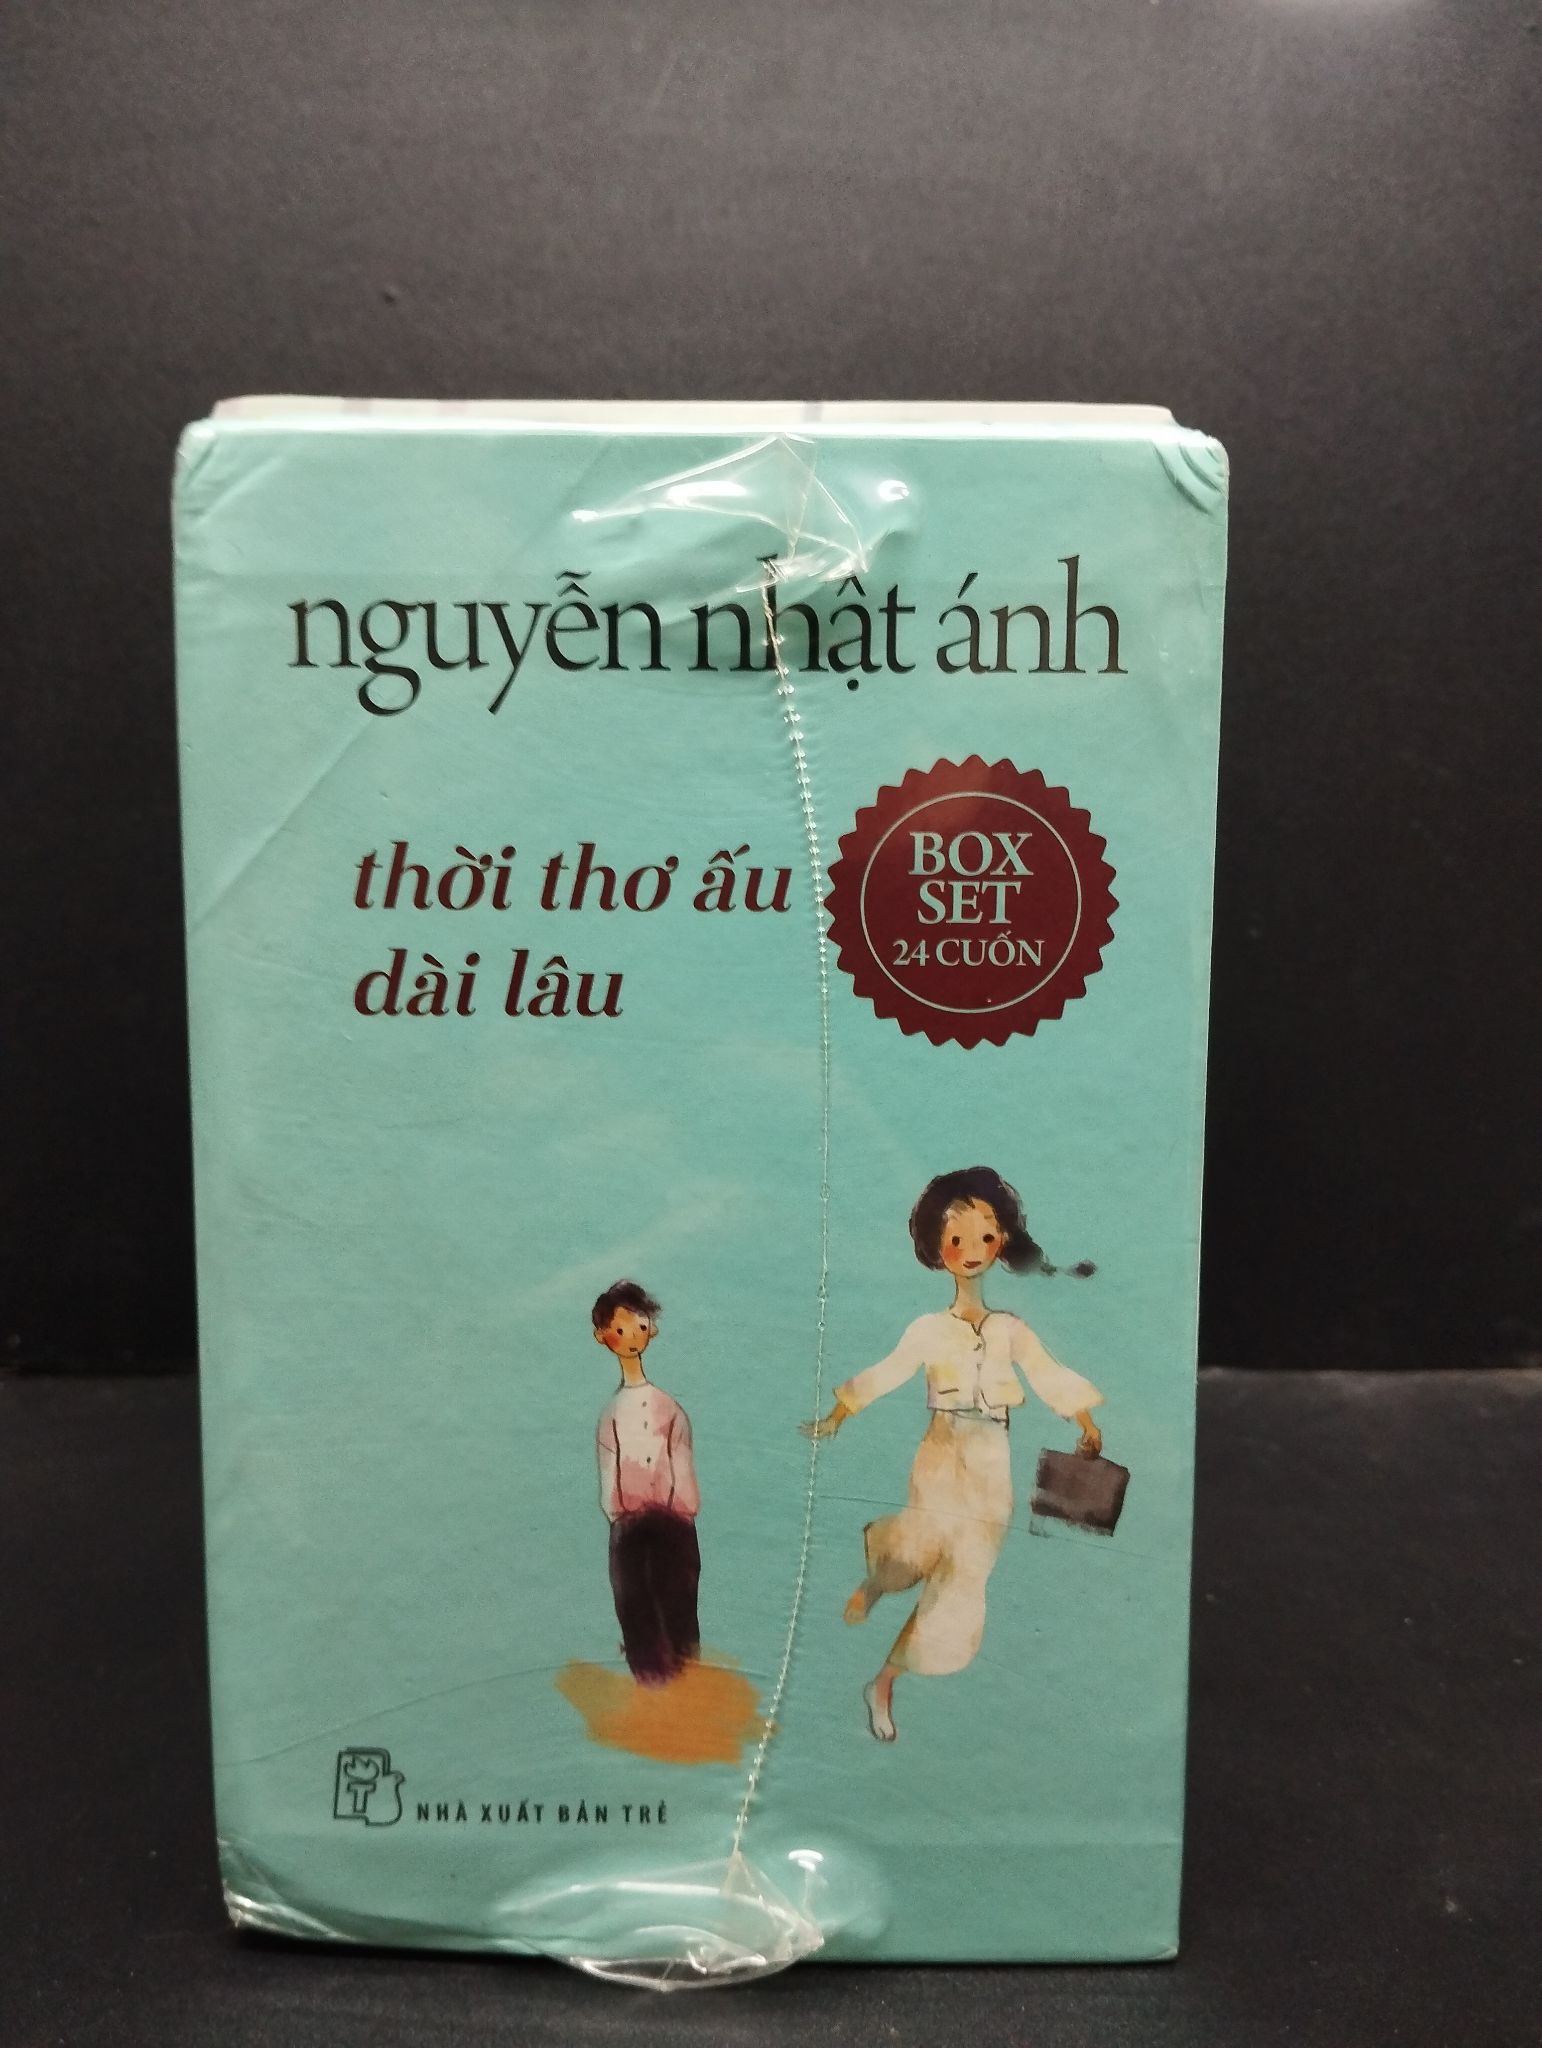 nguyễn nhật ánh
thời thơ ấu
dài lâu
BOX
SET
24 CUỐN
NHÀ XUẤT BẢN TRẺ